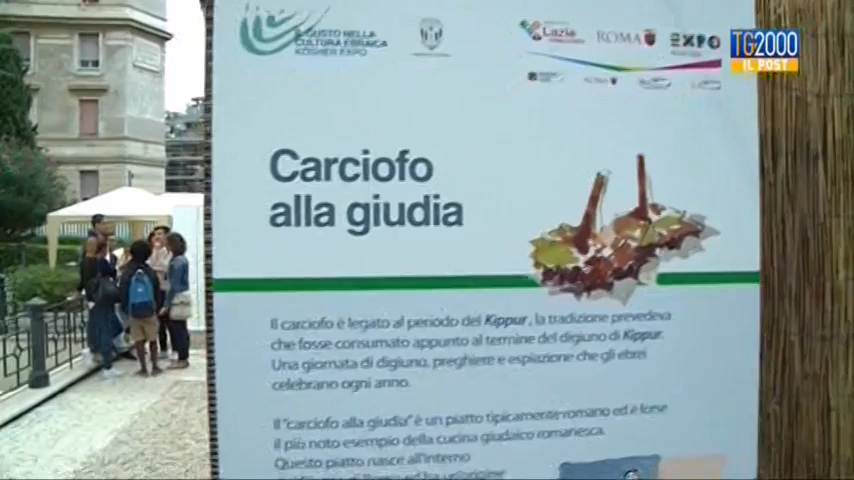 IL GUSTO NELLA
CULTURA EBRAICA
KOSHER EXPO
Lazio
ROMA
EXPO
ROMA
TG2000
IL POST
Carciofo
alla giudia
Il carciofo è legato al periodo del Kippur, la tradizione prevedeva
che fosse consumato appunto al termine del digiuno di Kippur.
Una giornata di digiuno, preghiere e espiazione che gli ebrei
celebrano ogni anno.
Il "carciofo alla giudia" è un piatto tipicamente romano ed è forse
il più noto esempio della cucina giudaico romanesca.
Questo piatto nasce all'interno